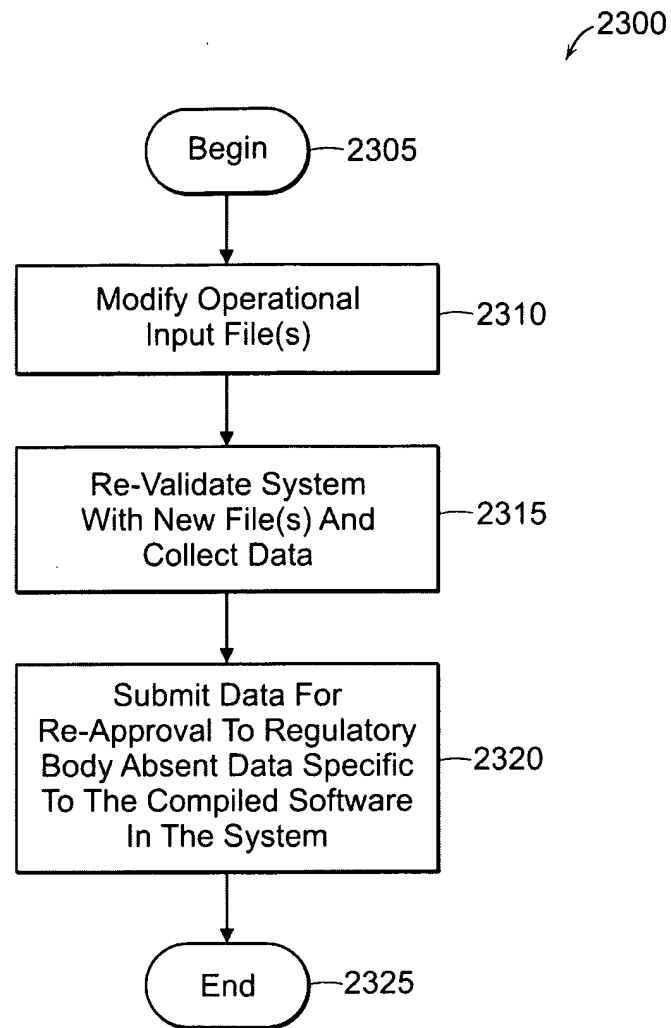 2300
Begin
2305
Modify Operational
Input File(s)
2310
Re-Validate System
With New File(s) And
Collect Data
2315
Submit Data For
Re-Approval To Regulatory
Body Absent Data Specific
To The Compiled Software
In The System
2320
End
2325